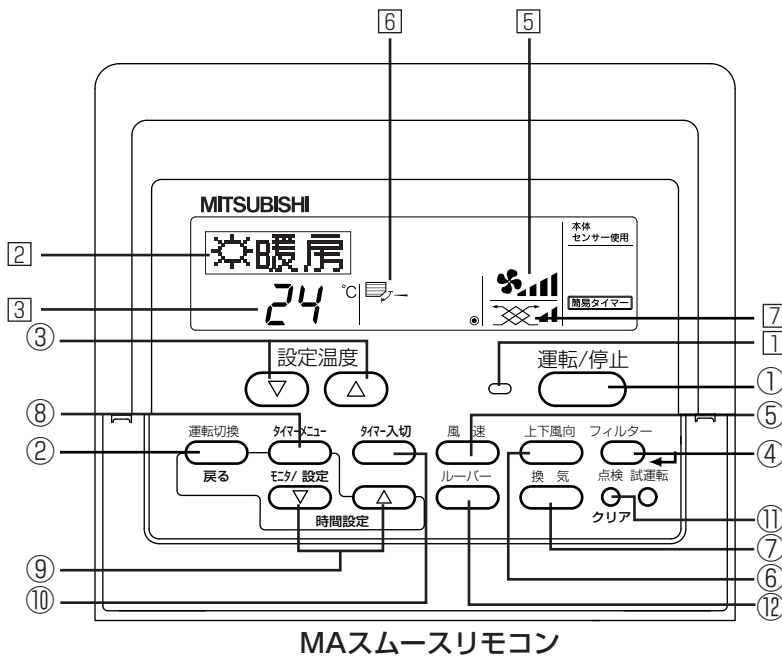 6 5
MITSUBISHI
本体
センサー使用
2 暖房
3 24 °C
簡易タイマー
7
1
③ 設定温度 運転/停止 ①
▽ △
⑧ ⑤
運転切換 タイマーメニュー タイマー入切 風 速 上下風向 フィルター
② ④
戻る モニタ/設定 ルーバー 換 気 点検 試運転
▽ △ クリア ⑪
時間設定
⑨ ⑦
⑩ ⑥
⑫
MAスムースリモコン